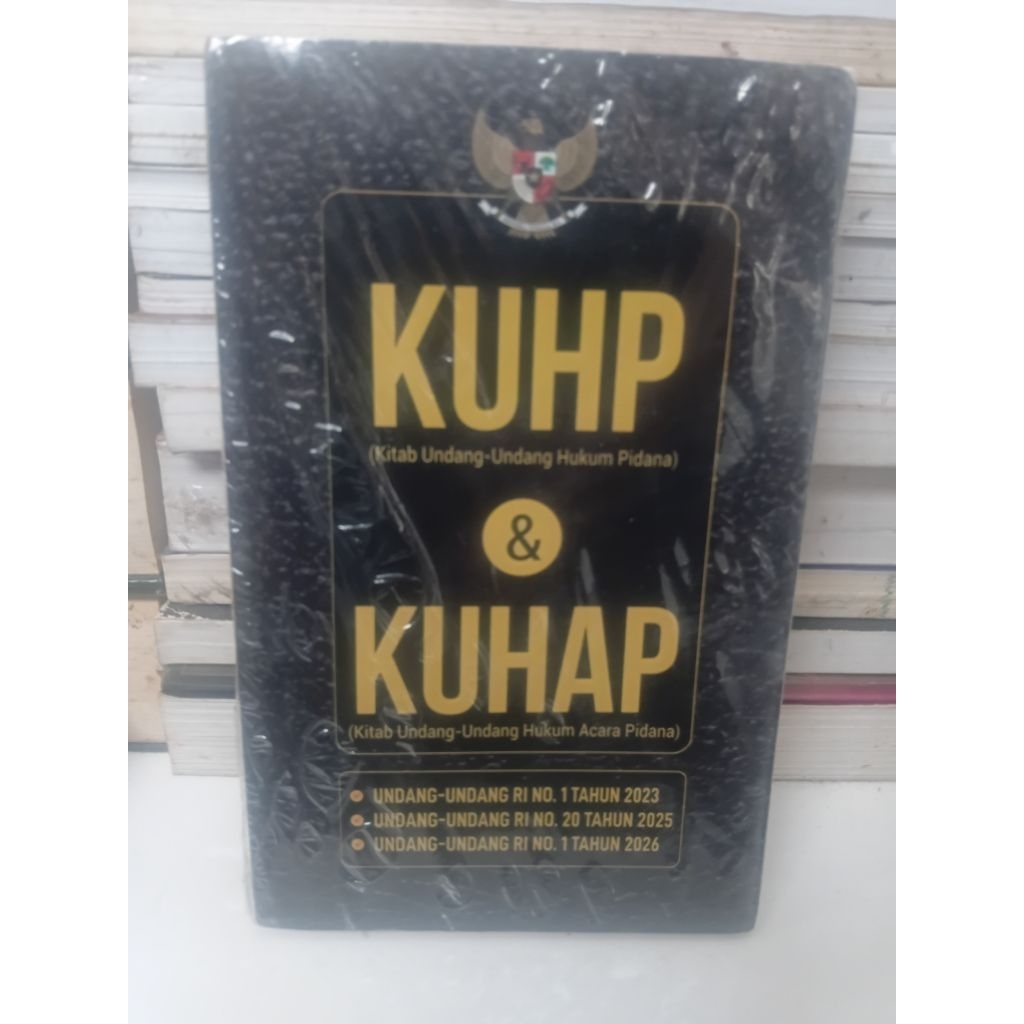 KUHP
(Kitab Undang-Undang Hukum Pidana)
&
KUHAP
(Kitab Undang-Undang Hukum Acara Pidana)
UNDANG-UNDANG RI NO. 1 TAHUN 2023
UNDANG-UNDANG RI NO. 20 TAHUN 2025
UNDANG-UNDANG RI NO. 1 TAHUN 2026